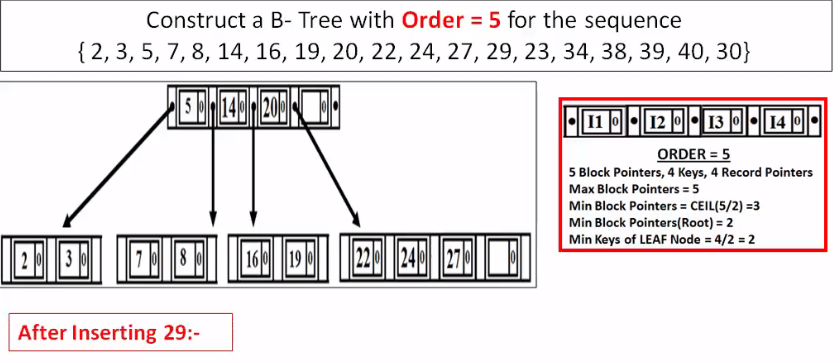 Construct a B- Tree with Order = 5 for the sequence
{ 2, 3, 5, 7, 8, 14, 16, 19, 20, 22, 24, 27, 29, 23, 34, 38, 39, 40, 30}
5 0 14 0 20 0 0
I1 0 I2 0 I3 0 I4 0
ORDER = 5
5 Block Pointers, 4 Keys, 4 Record Pointers
Max Block Pointers = 5
Min Block Pointers = CEIL(5/2) =3
Min Block Pointers(Root) = 2
Min Keys of LEAF Node = 4/2 = 2
2 0 3 0 7 0 8 0 16 0 19 0 22 0 24 0 27 0 0
After Inserting 29:-